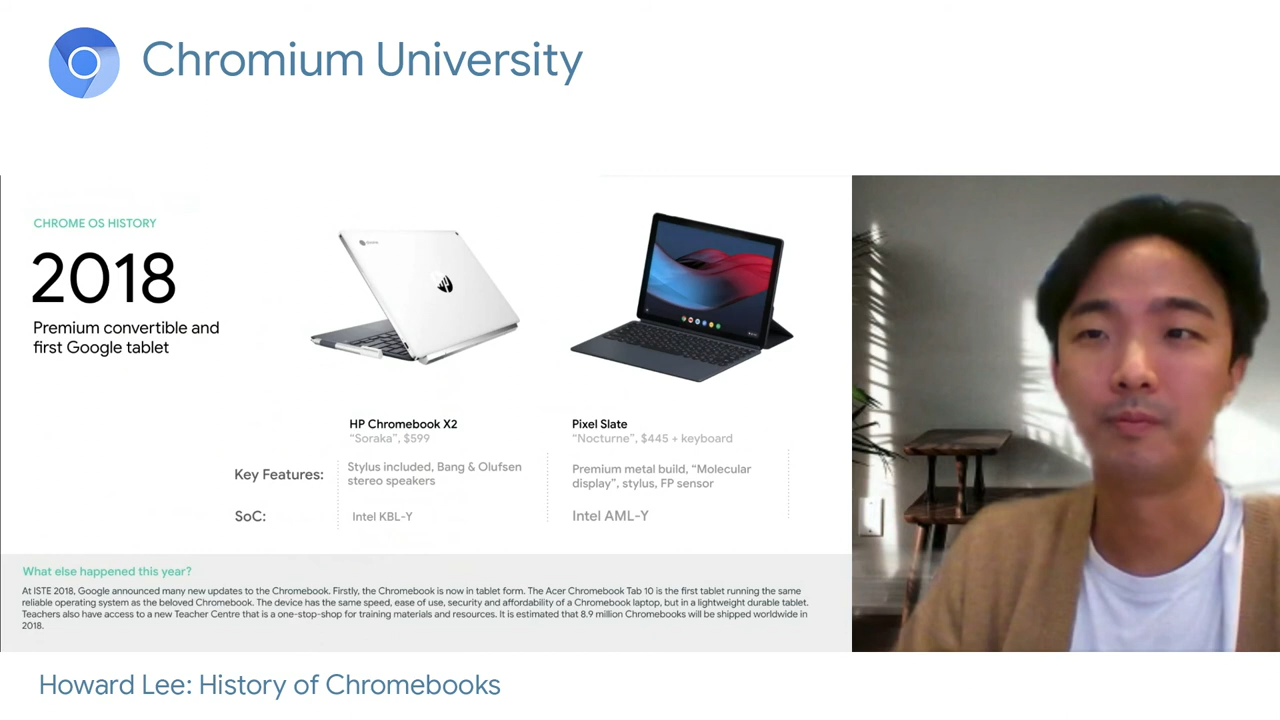 Chromium University
CHROME OS HISTORY
2018
Premium convertible and
first Google tablet
HP Chromebook X2
"Soraka", $599
Pixel Slate
"Nocturne", $445 + keyboard
Key Features:
Stylus included, Bang & Olufsen
stereo speakers
Premium metal build, "Molecular
display", stylus, FP sensor
SoC:
Intel KBL-Y
Intel AML-Y
What else happened this year?
At ISTE 2018, Google announced many new updates to the Chromebook. Firstly, the Chromebook is now in tablet form. The Acer Chromebook Tab 10 is the first tablet running the same
reliable operating system as the beloved Chromebook. The device has the same speed, ease of use, security and affordability of a Chromebook laptop, but in a lightweight durable tablet.
Teachers also have access to a new Teacher Centre that is a one-stop-shop for training materials and resources. It is estimated that 8.9 million Chromebooks will be shipped worldwide in
2018.
Howard Lee: History of Chromebooks